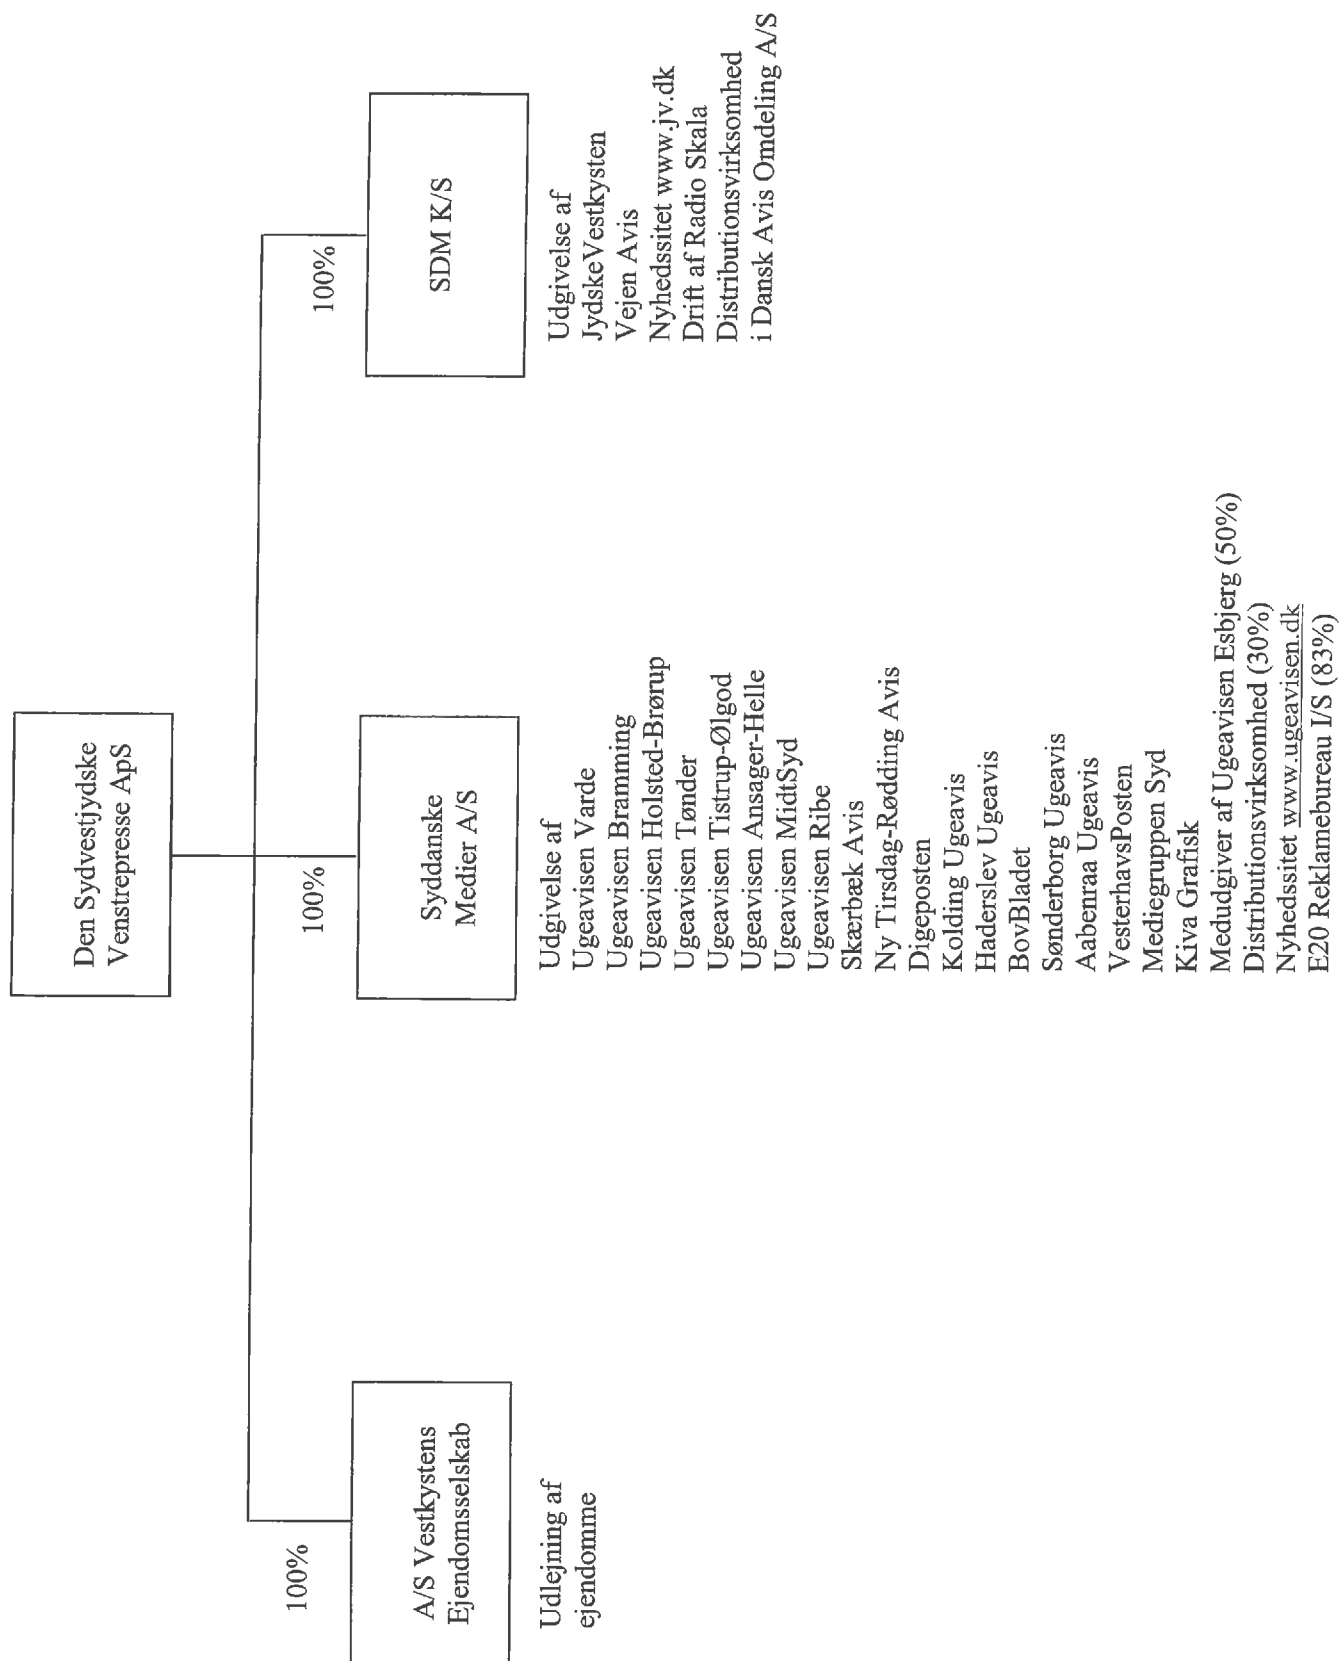 Den Sydvestjydske
Venstrepresse ApS
100%
A/S Vestkystens
Ejendomsselskab
Udlejning af
ejendomme
100%
Syddanske
Medier A/S
Udgivelse af
Ugeavisen Varde
Ugeavisen Bramming
Ugeavisen Holsted-Brørup
Ugeavisen Tønder
Ugeavisen Tistrup-Ølgod
Ugeavisen Ansager-Helle
Ugeavisen MidtSyd
Ugeavisen Ribe
Skærbæk Avis
Ny Tirsdag-Rødding Avis
Digeposten
Kolding Ugeavis
Haderslev Ugeavis
BovBladet
Sønderborg Ugeavis
Aabenraa Ugeavis
VesterhavsPosten
Mediegruppen Syd
Kiva Grafisk
Medudgiver af Ugeavisen Esbjerg (50%)
Distributionsvirksomhed (30%)
Nyhedssitet www.ugeavisen.dk
E20 Reklamebureau I/S (83%)
100%
SDM K/S
Udgivelse af
JydskeVestkysten
Vejen Avis
Nyhedssitet www.jv.dk
Drift af Radio Skala
Distributionsvirksomhed
i Dansk Avis Omdeling A/S